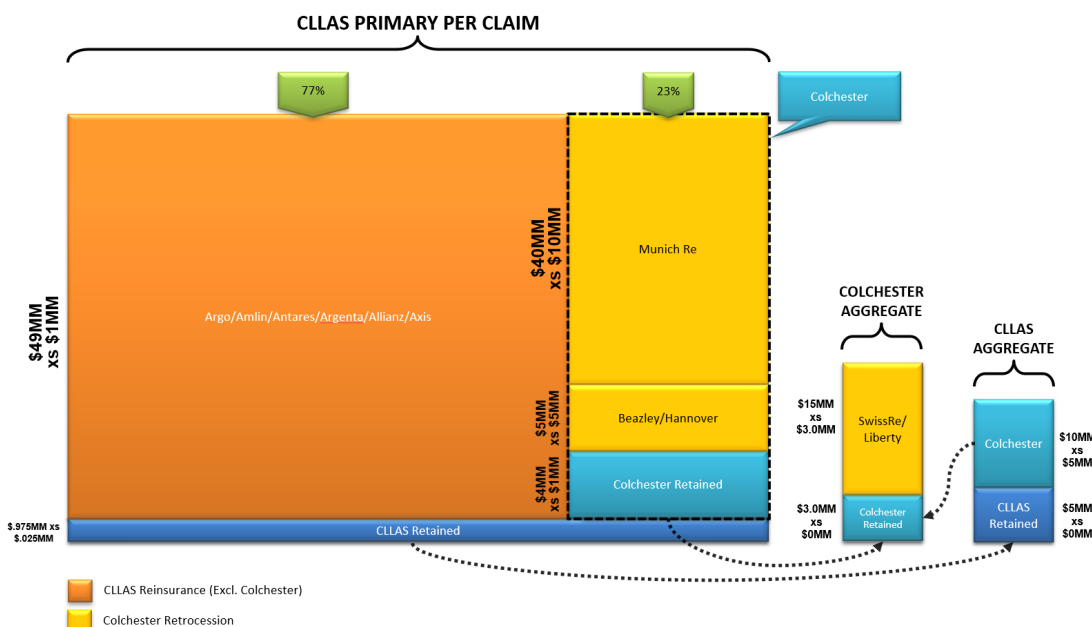 CLLAS PRIMARY PER CLAIM
77%
23%
Colchester
$49MM
xs $1MM
Argo/Amlin/Antares/Argenta/Allianz/Axis
$40MM
xs $10MM
Munich Re
$5MM
xs $5MM
Beazley/Hannover
$4MM
xs $1MM
Colchester Retained
$.975MM xs
$.025MM
CLLAS Retained
COLCHESTER
AGGREGATE
$15MM
xs
$3.0MM
SwissRe/
Liberty
$3.0MM
xs
$0MM
Colchester
Retained
CLLAS
AGGREGATE
Colchester
$10MM
xs
$5MM
CLLAS
Retained
$5MM
xs
$0MM
CLLAS Reinsurance (Excl. Colchester)
Colchester Retrocession